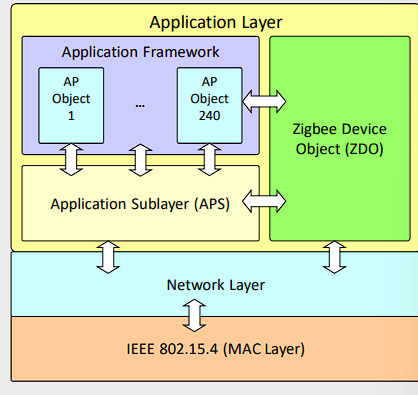 Application Layer
Application Framework
AP
Object
1
...
AP
Object
240
Zigbee Device
Object (ZDO)
Application Sublayer (APS)
Network Layer
IEEE 802.15.4 (MAC Layer)